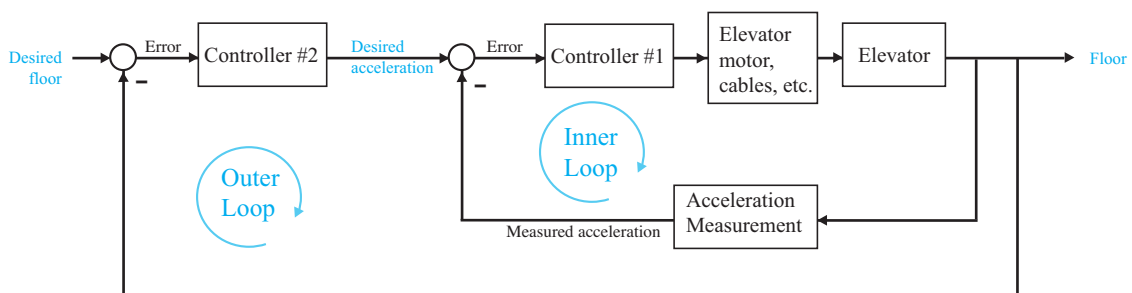 Desired
floor
Error
Controller #2
Desired
acceleration
Error
Controller #1
Elevator
motor,
cables, etc.
Elevator
Floor
−
−
Inner
Loop
Outer
Loop
Acceleration
Measurement
Measured acceleration